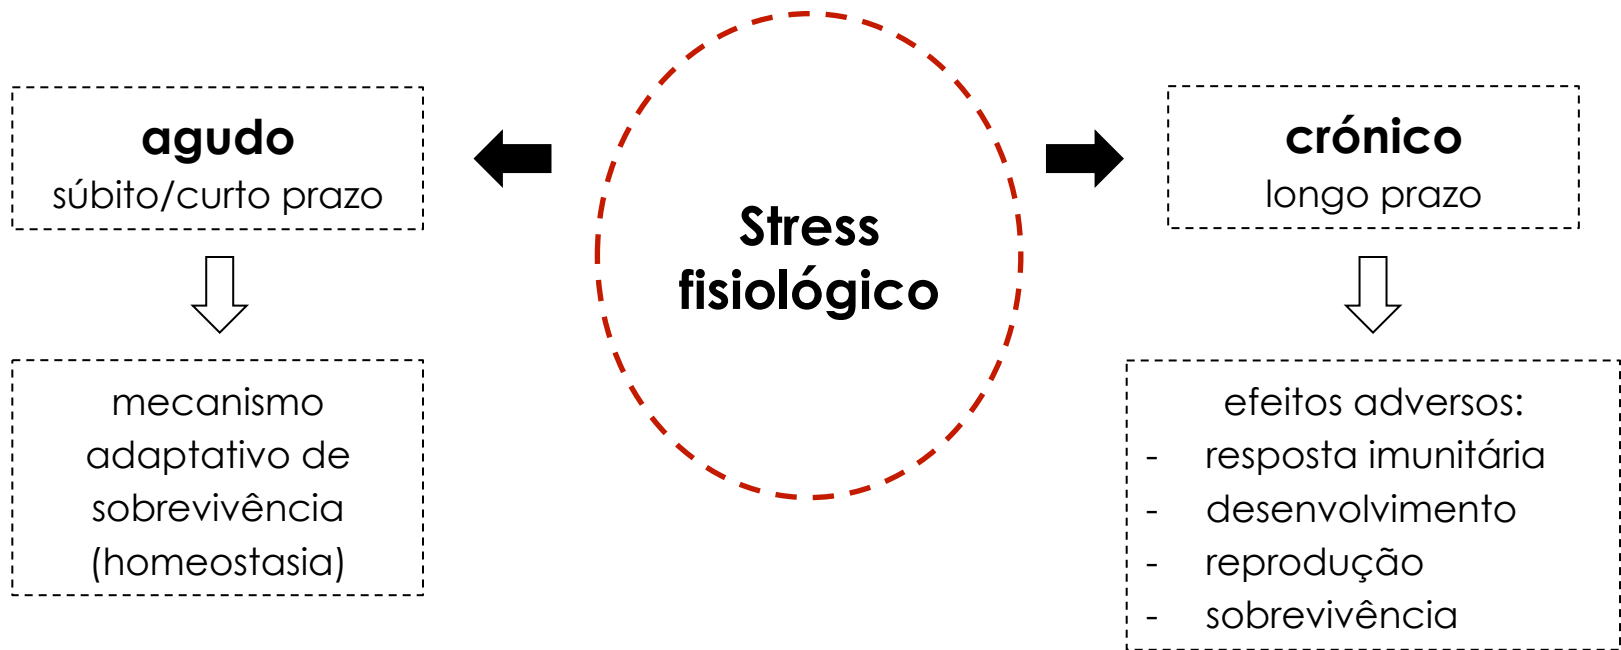 agudo
súbito/curto prazo
mecanismo
adaptativo de
sobrevivência
(homeostasia)
Stress
fisiológico
crónico
longo prazo
efeitos adversos:
- resposta imunitária
- desenvolvimento
- reprodução
- sobrevivência